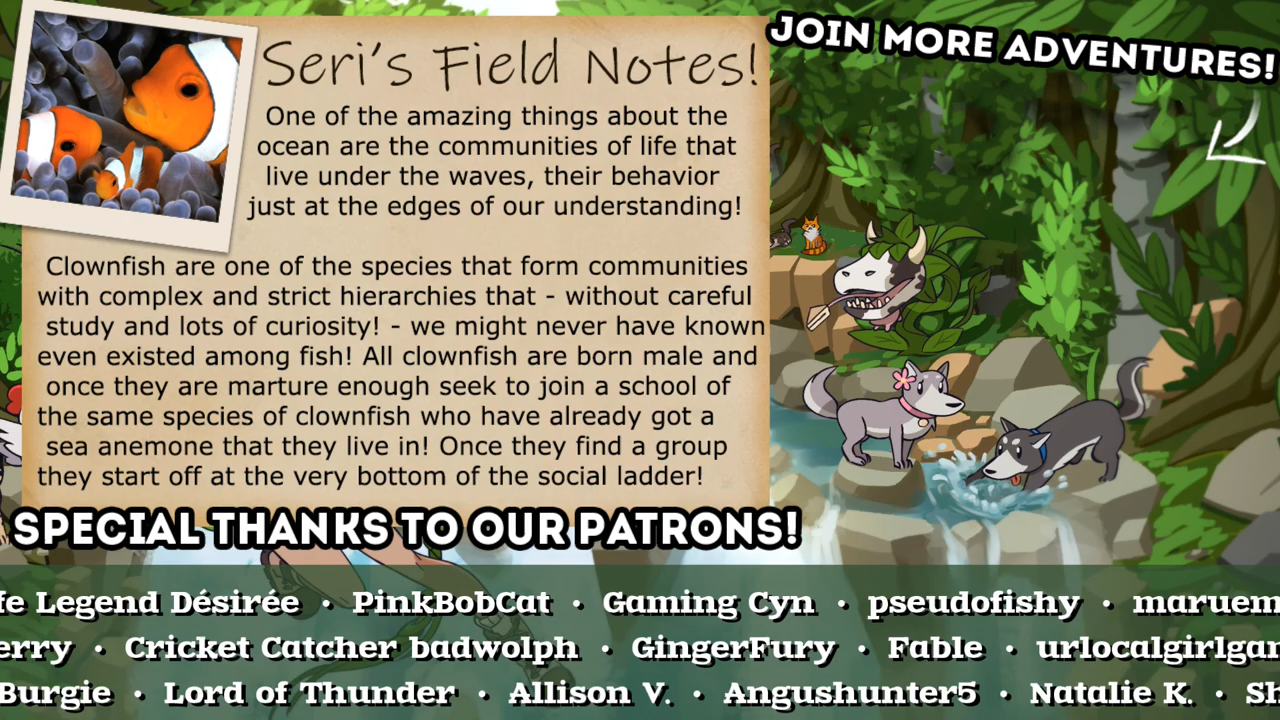 Seri's Field Notes!
JOIN MORE ADVENTURES!
One of the amazing things about the
ocean are the communities of life that
live under the waves, their behavior
just at the edges of our understanding!
Clownfish are one of the species that form communities
with complex and strict hierarchies that - without careful
study and lots of curiosity! - we might never have known
even existed among fish! All clownfish are born male and
once they are marture enough seek to join a school of
the same species of clownfish who have already got a
sea anemone that they live in! Once they find a group
they start off at the very bottom of the social ladder!
SPECIAL THANKS TO OUR PATRONS!
fe Legend Désirée • PinkBobCat • Gaming Cyn • pseudofishy • maruem
erry • Cricket Catcher badwolph • GingerFury • Fable • urlocalgirlgan
Burgie • Lord of Thunder • Allison V. • Angushunter5 • Natalie K. • Sh